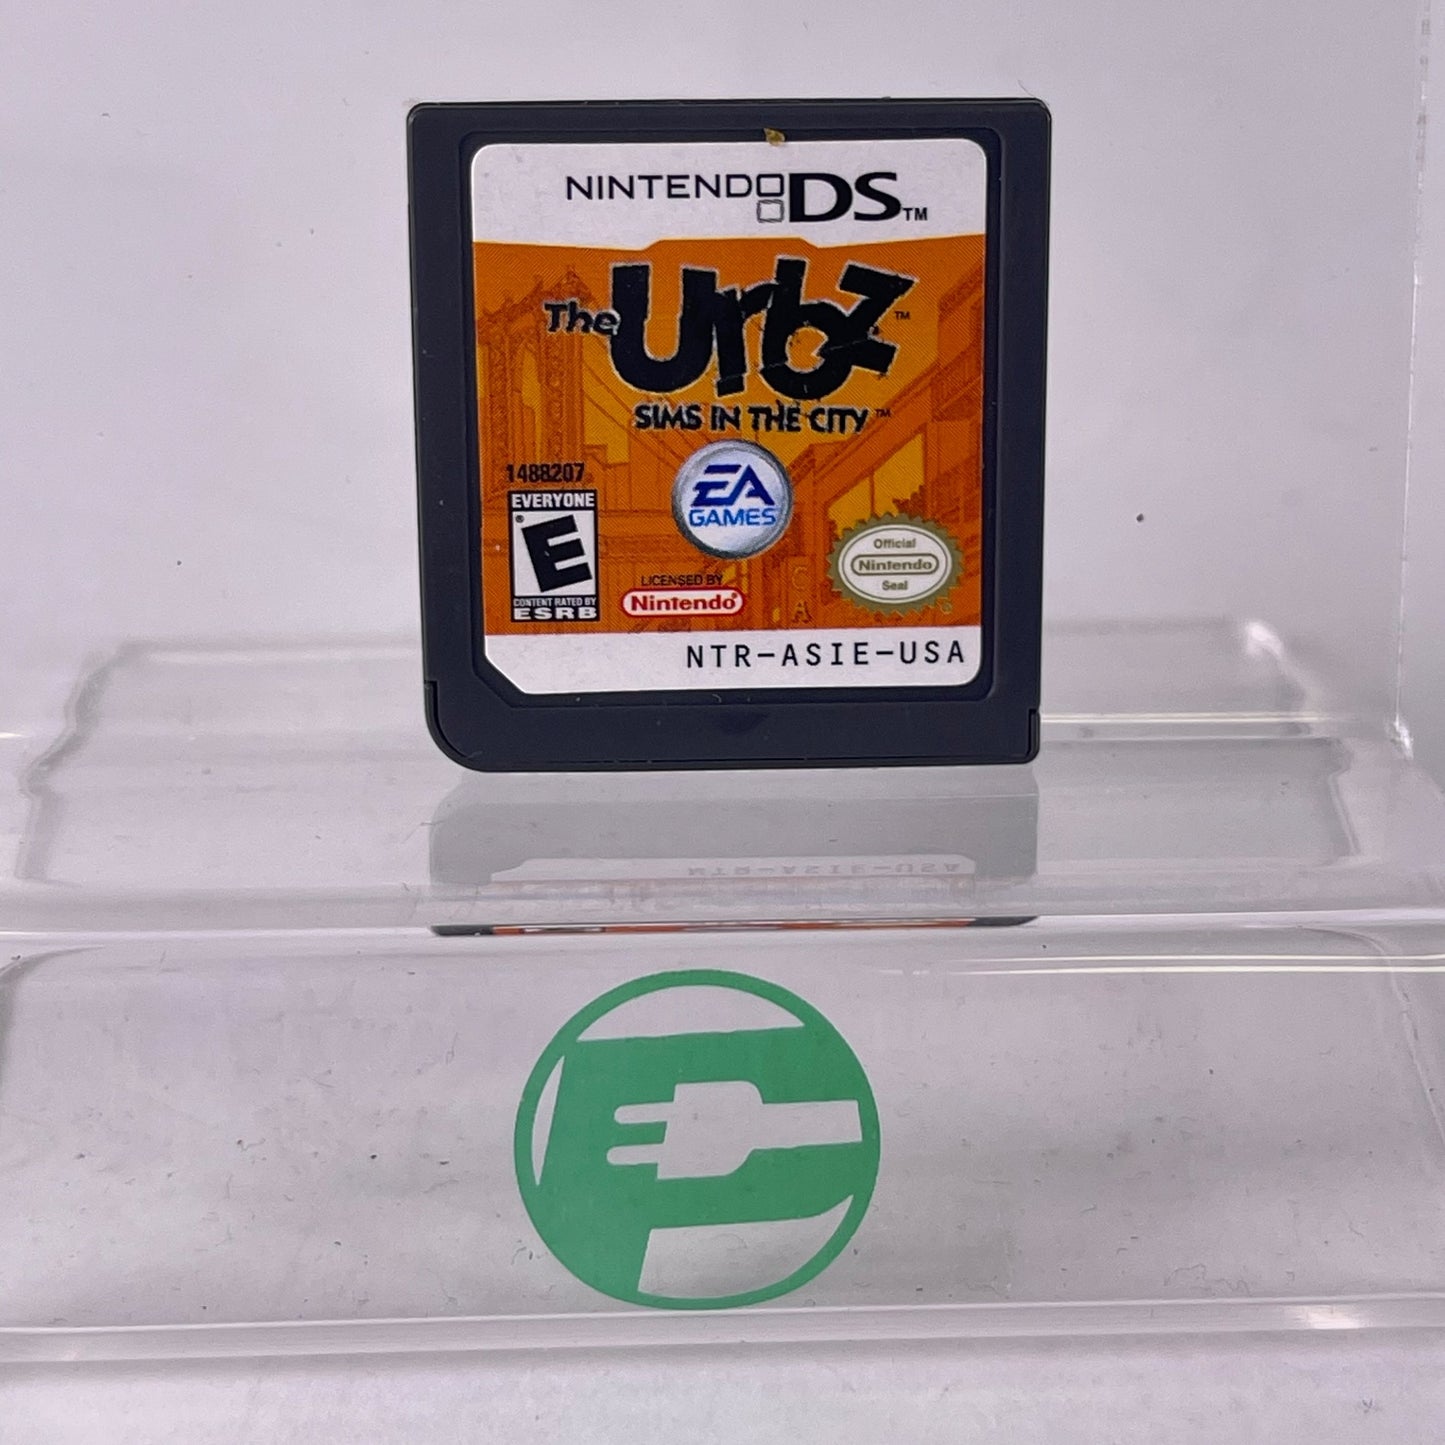 NINTENDO DS™
The Urbz™
SIMS IN THE CITY™
1488207
EVERYONE
E
CONTENT RATED BY
ESRB
EA
GAMES
LICENSED BY
Nintendo®
Official
Nintendo
Seal
NTR-ASIE-USA